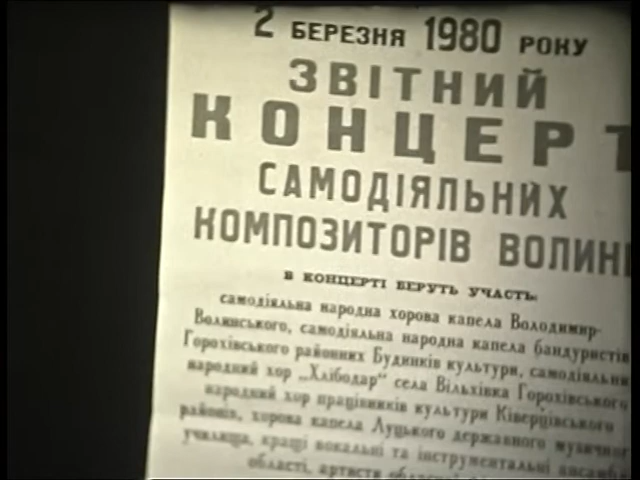 2 БЕРЕЗНЯ 1980 РОКУ
ЗВІТНИЙ
КОНЦЕРТ
САМОДІЯЛЬНИХ
КОМПОЗИТОРІВ ВОЛИНІ
В КОНЦЕРТІ БЕРУТЬ УЧАСТЬ:
самодіяльна народна хорова капела Володимир-
Волинського, самодіяльна народна капела бандуристів
Горохівського районних Будинків культури, самодіяльний
народний хор „Хлібодар“ села Вільхівка Горохівського
народний хор працівників культури Ківерцівського
районів, хорова капела Луцького державного музичного
училища, кращі вокальні та інструментальні ансамблі
області, артисти